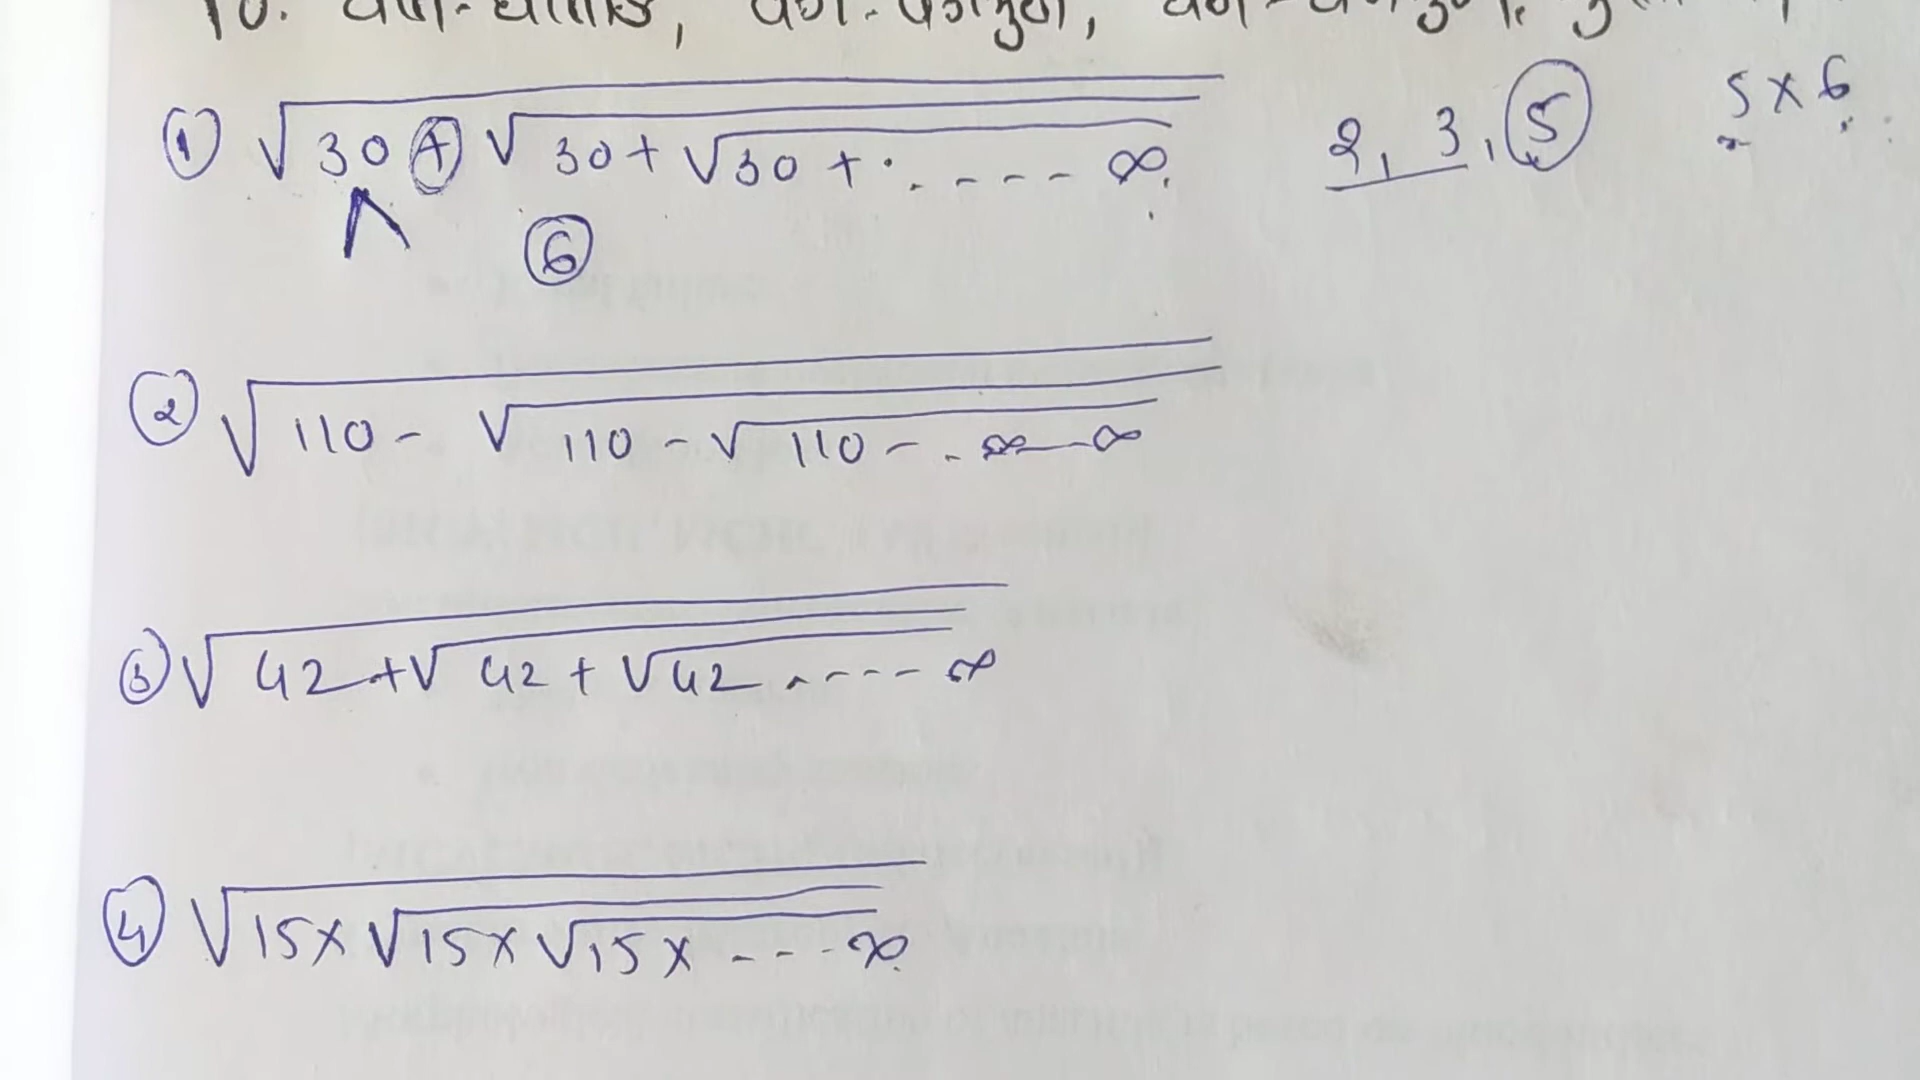 10.
① √30 + √30 + √30 + . . - - - - ∞. 2, 3, 5 5 x 6
6
② √110 - √110 - √110 - . ∞ - ∞
③ √42 + √42 + √42 . - - - - ∞
④ √15 x √15 x √15 x - - - ∞